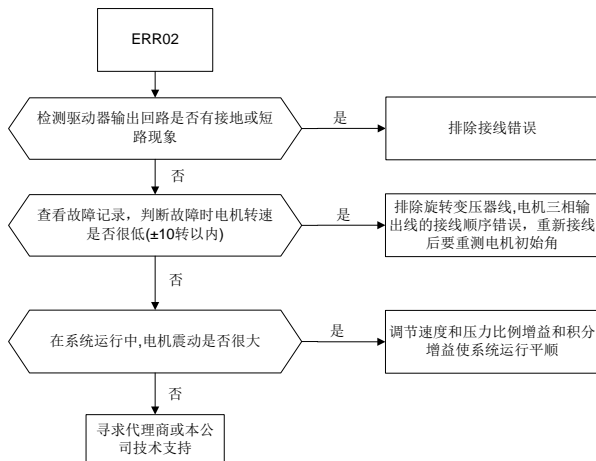 ERR02
检测驱动器输出回路是否有接地或短
路现象
是
排除接线错误
否
查看故障记录，判断故障时电机转速
是否很低(±10转以内)
是
排除旋转变压器线,电机三相输
出线的接线顺序错误，重新接线
后要重测电机初始角
否
在系统运行中,电机震动是否很大
是
调节速度和压力比例增益和积分
增益使系统运行平顺
否
寻求代理商或本公
司技术支持